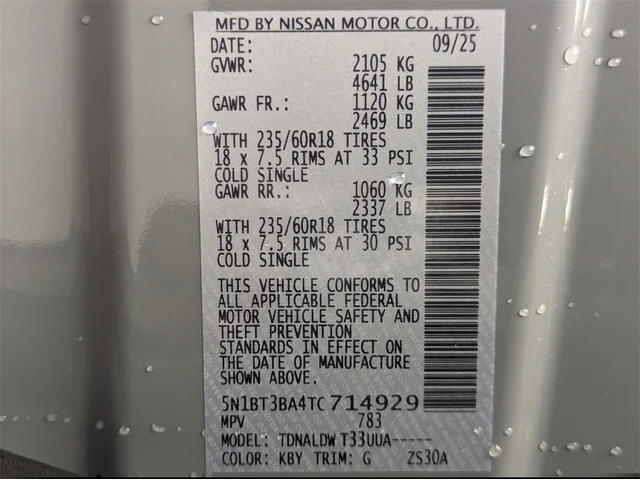 MFD BY NISSAN MOTOR CO., LTD.
DATE: 09/25
GVWR: 2105 KG
4641 LB
GAWR FR.: 1120 KG
2469 LB
WITH 235/60R18 TIRES
18 x 7.5 RIMS AT 33 PSI
COLD SINGLE
GAWR RR.: 1060 KG
2337 LB
WITH 235/60R18 TIRES
18 x 7.5 RIMS AT 30 PSI
COLD SINGLE
THIS VEHICLE CONFORMS TO
ALL APPLICABLE FEDERAL
MOTOR VEHICLE SAFETY AND
THEFT PREVENTION
STANDARDS IN EFFECT ON
THE DATE OF MANUFACTURE
SHOWN ABOVE.
5N1BT3BA4TC714929
MPV 783
MODEL: TDNALDW T33UUA-----
COLOR: KBY TRIM: G ZS30A